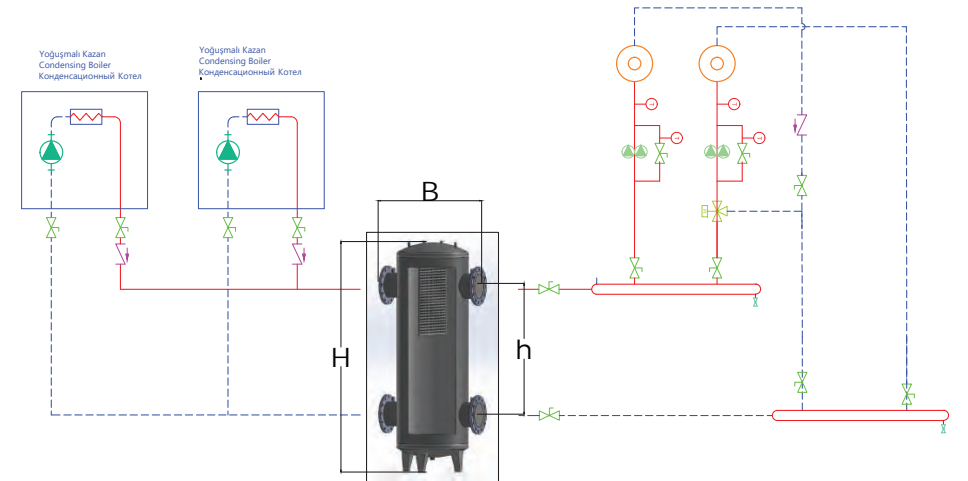 Yoğuşmalı Kazan
Condensing Boiler
Конденсационный Котел
Yoğuşmalı Kazan
Condensing Boiler
Конденсационный Котел
B
H
h